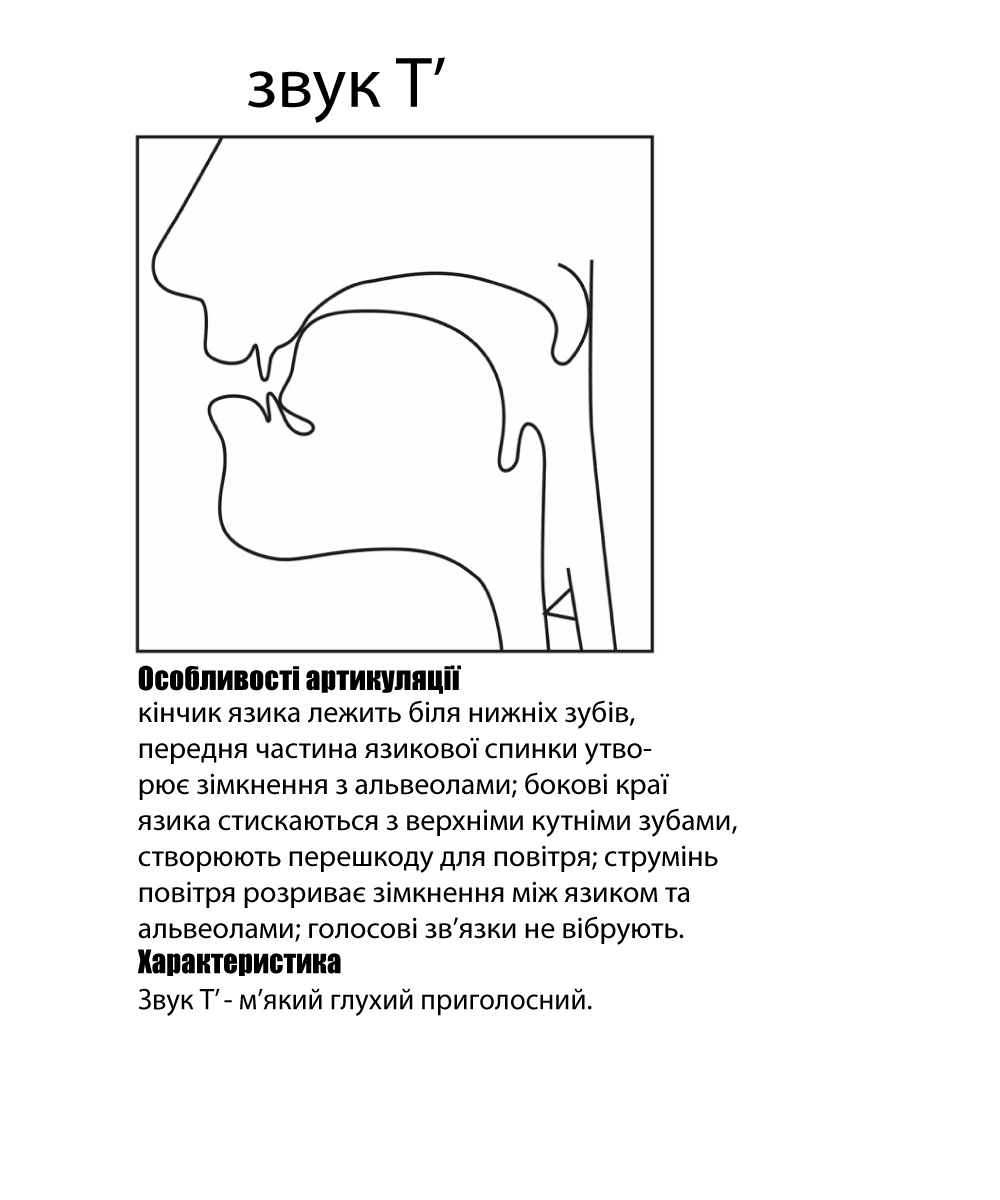 звук Т’
Особливості артикуляції
кінчик язика лежить біля нижніх зубів,
передня частина язикової спинки утво-
рює зімкнення з альвеолами; бокові краї
язика стискаються з верхніми кутніми зубами,
створюють перешкоду для повітря; струмінь
повітря розриває зімкнення між язиком та
альвеолами; голосові зв’язки не вібрують.
Характеристика
Звук Т’ - м’який глухий приголосний.